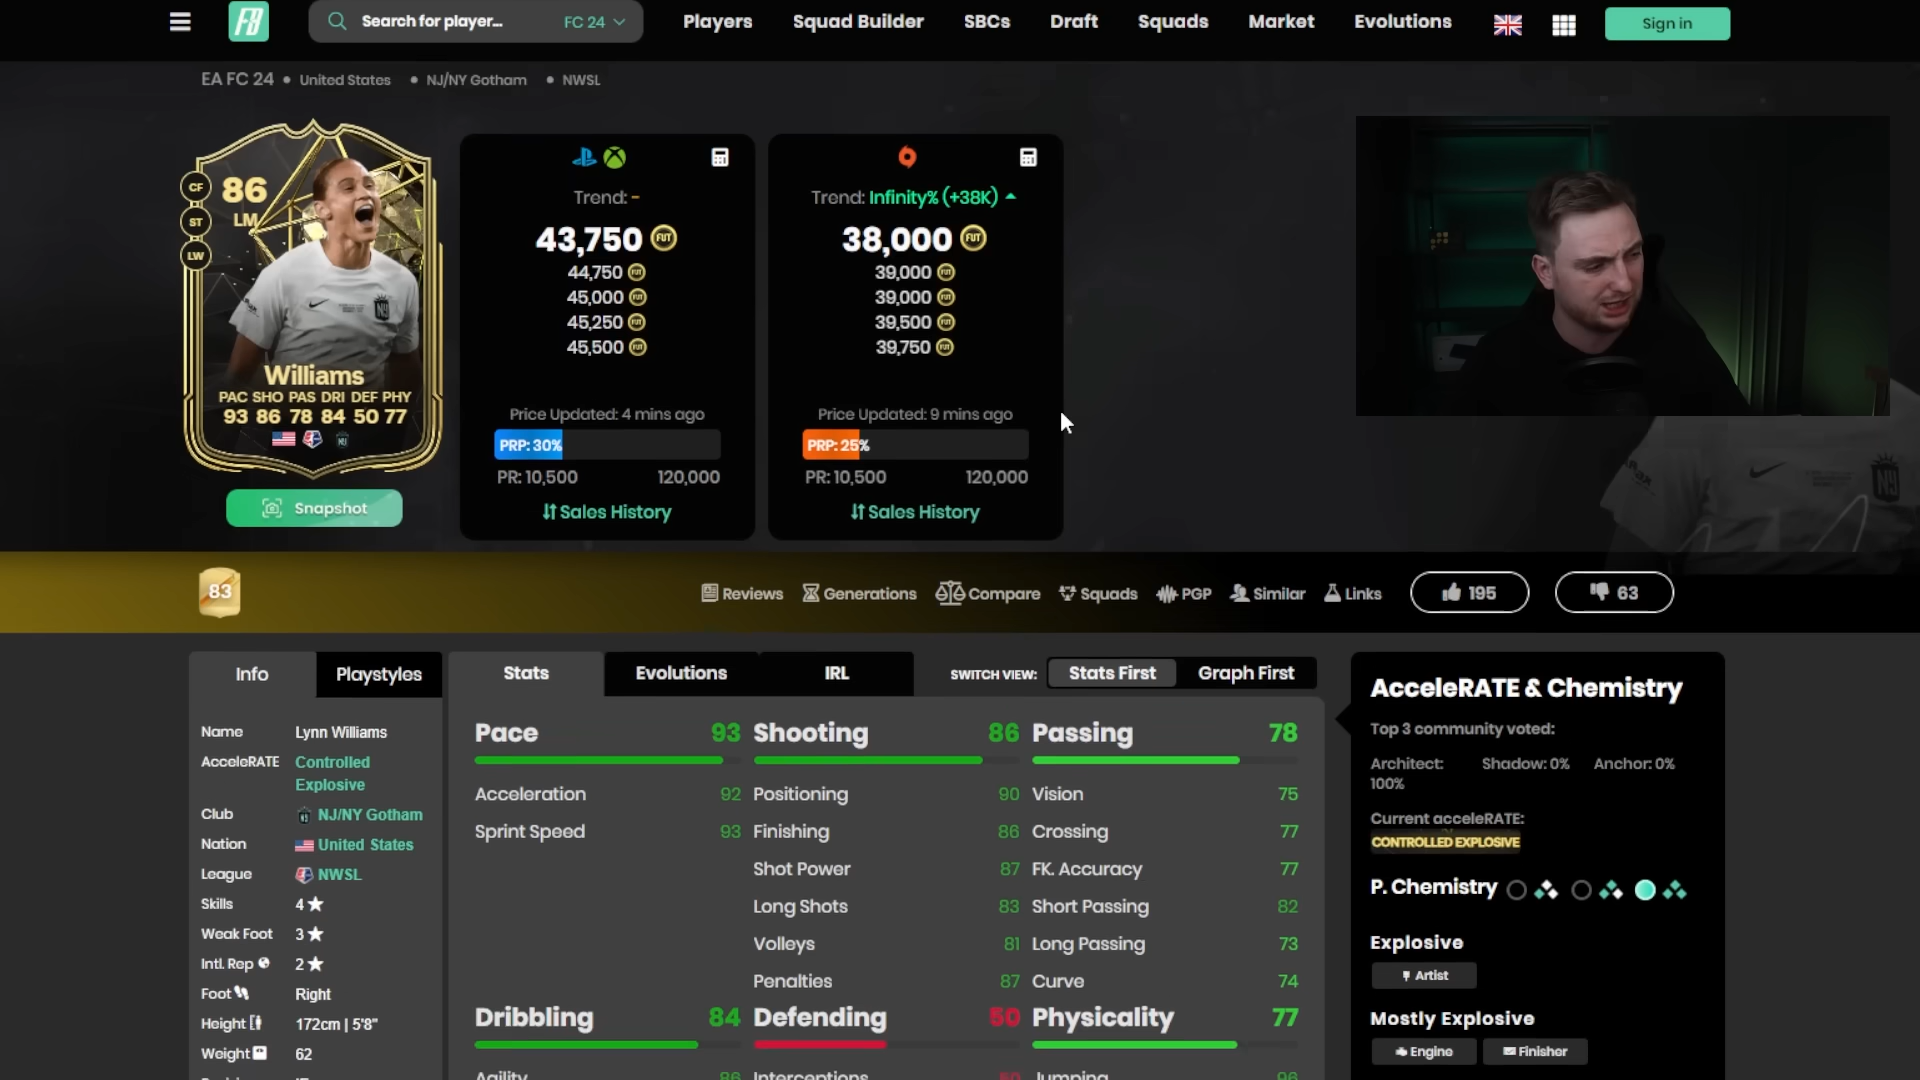 Search for player...
FC 24
Players
Squad Builder
SBCs
Draft
Squads
Market
Evolutions
Sign in
EA FC 24 • United States • NJ/NY Gotham • NWSL
CF
ST
LW
86
LM
Williams
PAC SHO PAS DRI DEF PHY
93 86 78 84 50 77
Snapshot
Trend: -
43,750
44,750
45,000
45,250
45,500
Price Updated: 4 mins ago
PRP: 30%
PR: 10,500 120,000
Sales History
Trend: Infinity% (+38K)
38,000
39,000
39,000
39,500
39,750
Price Updated: 9 mins ago
PRP: 25%
PR: 10,500 120,000
Sales History
83
Reviews
Generations
Compare
Squads
PGP
Similar
Links
195
63
Info
Playstyles
Name Lynn Williams
AcceleRATE Controlled
Explosive
Club NJ/NY Gotham
Nation United States
League NWSL
Skills 4
Weak Foot 3
Intl. Rep 2
Foot Right
Height 172cm | 5'8"
Weight 62
Stats
Evolutions
IRL
SWITCH VIEW:
Stats First
Graph First
Pace 93
Acceleration 92
Sprint Speed 93
Shooting 86
Positioning 90
Finishing 86
Shot Power 87
Long Shots 83
Volleys 81
Penalties 87
Passing 78
Vision 75
Crossing 77
FK. Accuracy 77
Short Passing 82
Long Passing 73
Curve 74
Dribbling 84
Agility 86
Defending 50
Interceptions 50
Physicality 77
Jumping 96
AcceleRATE & Chemistry
Top 3 community voted:
Architect: Shadow: 0% Anchor: 0%
100%
Current acceleRATE:
CONTROLLED EXPLOSIVE
P. Chemistry
Explosive
Artist
Mostly Explosive
Engine
Finisher